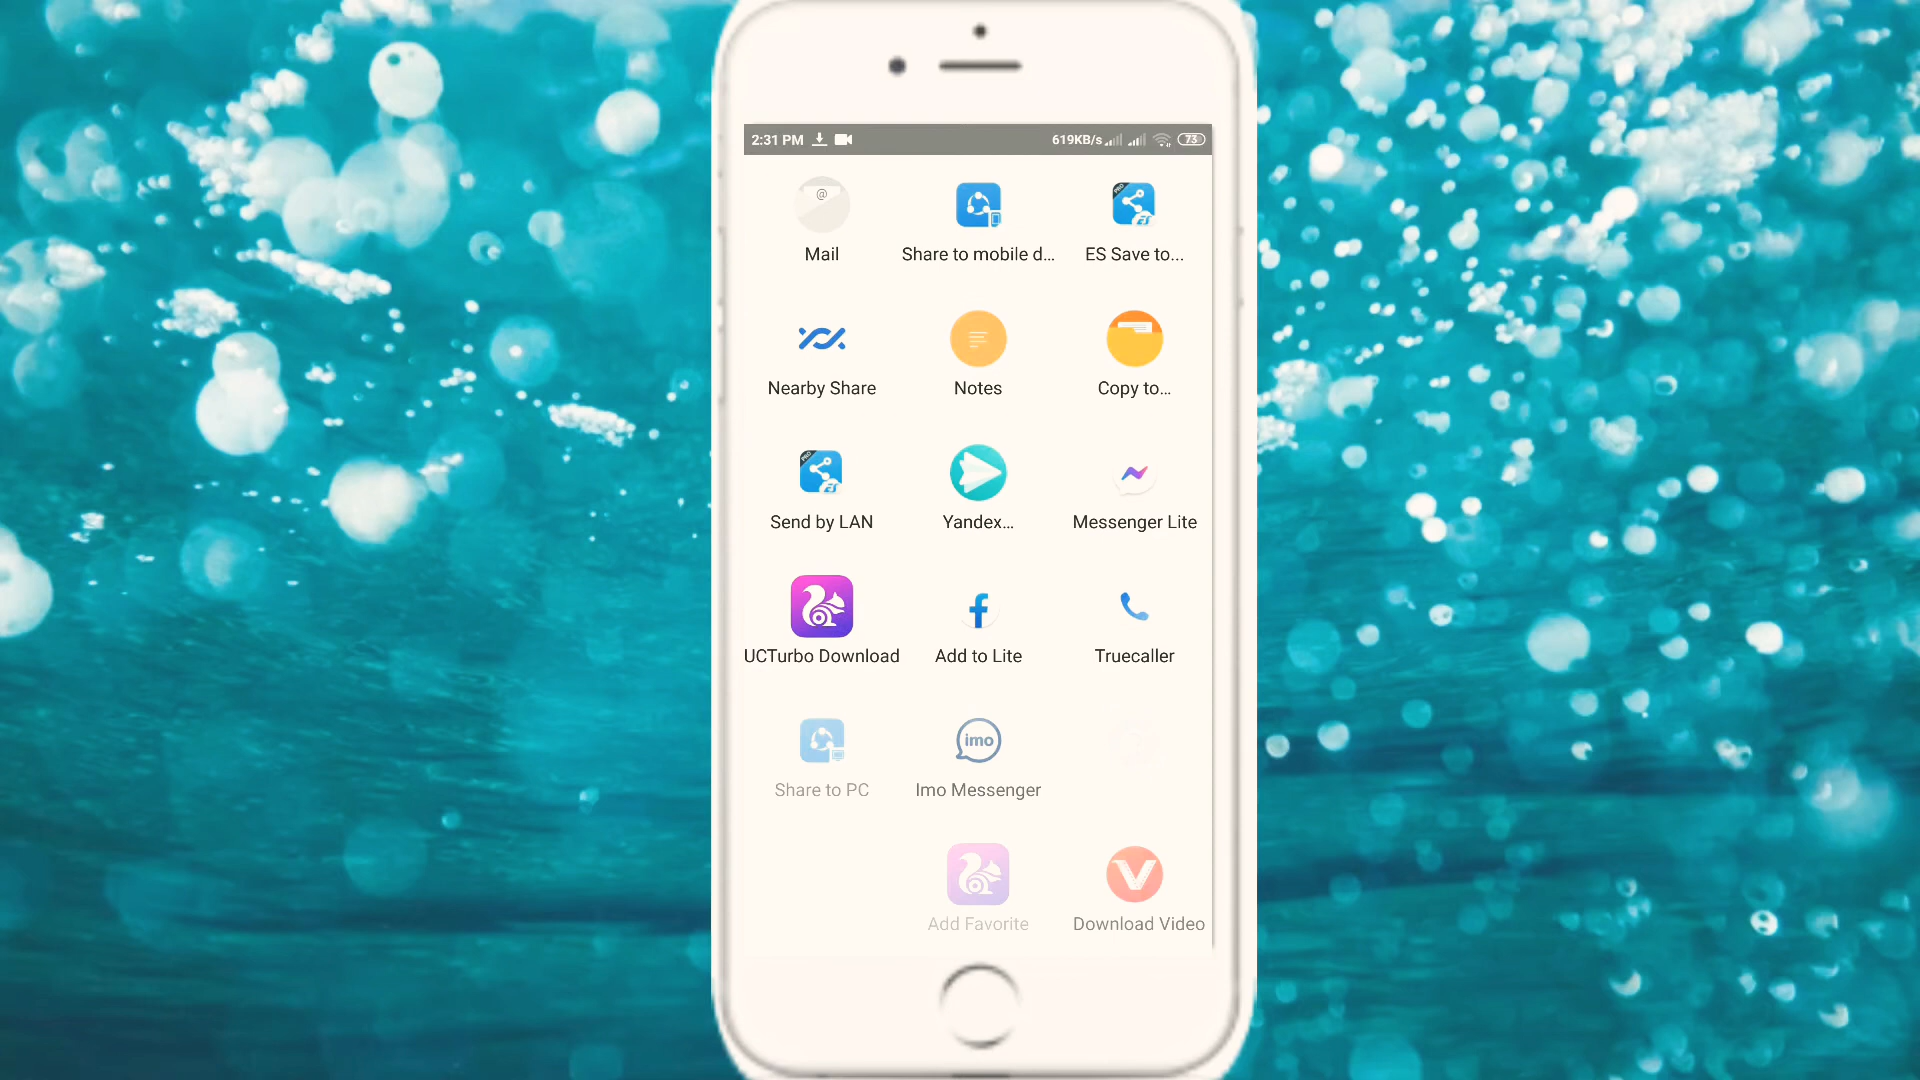 2:31 PM 619KB/s 73
@
Mail Share to mobile d... ES Save to...
Nearby Share Notes Copy to...
Send by LAN Yandex... Messenger Lite
UCTurbo Download Add to Lite Truecaller
imo
Share to PC Imo Messenger
Add Favorite Download Video